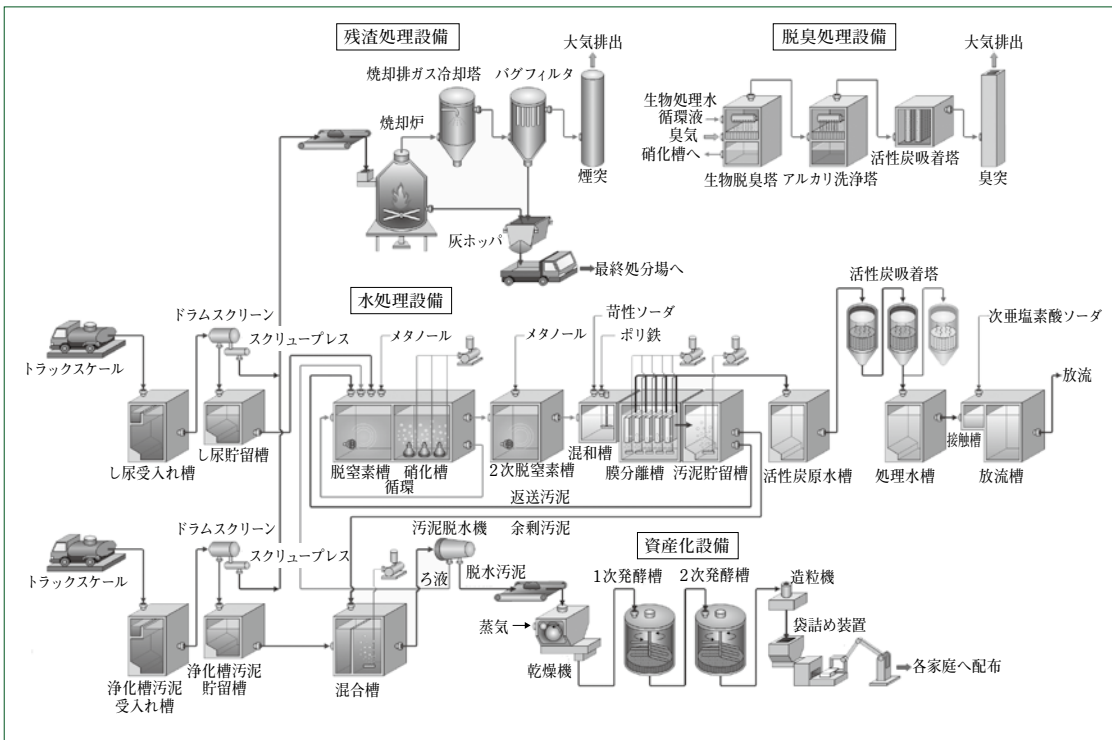 残渣処理設備
脱臭処理設備
大気排出
大気排出
焼却排ガス冷却塔
バグフィルタ
焼却炉
煙突
灰ホッパ
最終処分場へ
生物処理水
循環液
臭気
硝化槽へ
生物脱臭塔
アルカリ洗浄塔
活性炭吸着塔
臭突
水処理設備
ドラムスクリーン
スクリュープレス
トラックスケール
し尿受入れ槽
し尿貯留槽
メタノール
メタノール
苛性ソーダ
ポリ鉄
活性炭吸着塔
次亜塩素酸ソーダ
放流
脱窒素槽
硝化槽
循環
2次脱窒素槽
混和槽
膜分離槽
汚泥貯留槽
活性炭原水槽
処理水槽
接触槽
放流槽
返送汚泥
余剰汚泥
ドラムスクリーン
スクリュープレス
トラックスケール
浄化槽汚泥
受入れ槽
浄化槽汚泥
貯留槽
混合槽
汚泥脱水機
ろ液
脱水汚泥
資産化設備
蒸気
乾燥機
1次発酵槽
2次発酵槽
造粒機
袋詰め装置
各家庭へ配布